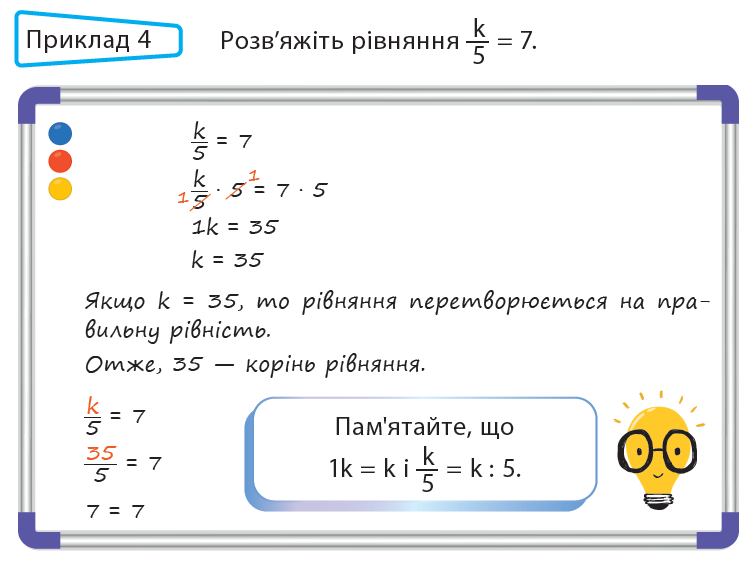 Приклад 4
Розв’яжіть рівняння k/5 = 7.
k/5 = 7
1 k/5 · 5 1 = 7 · 5
1k = 35
k = 35
Якщо k = 35, то рівняння перетворюється на пра-
вильну рівність.
Отже, 35 — корінь рівняння.
k/5 = 7
35/5 = 7
7 = 7
Пам'ятайте, що
1k = k і k/5 = k : 5.